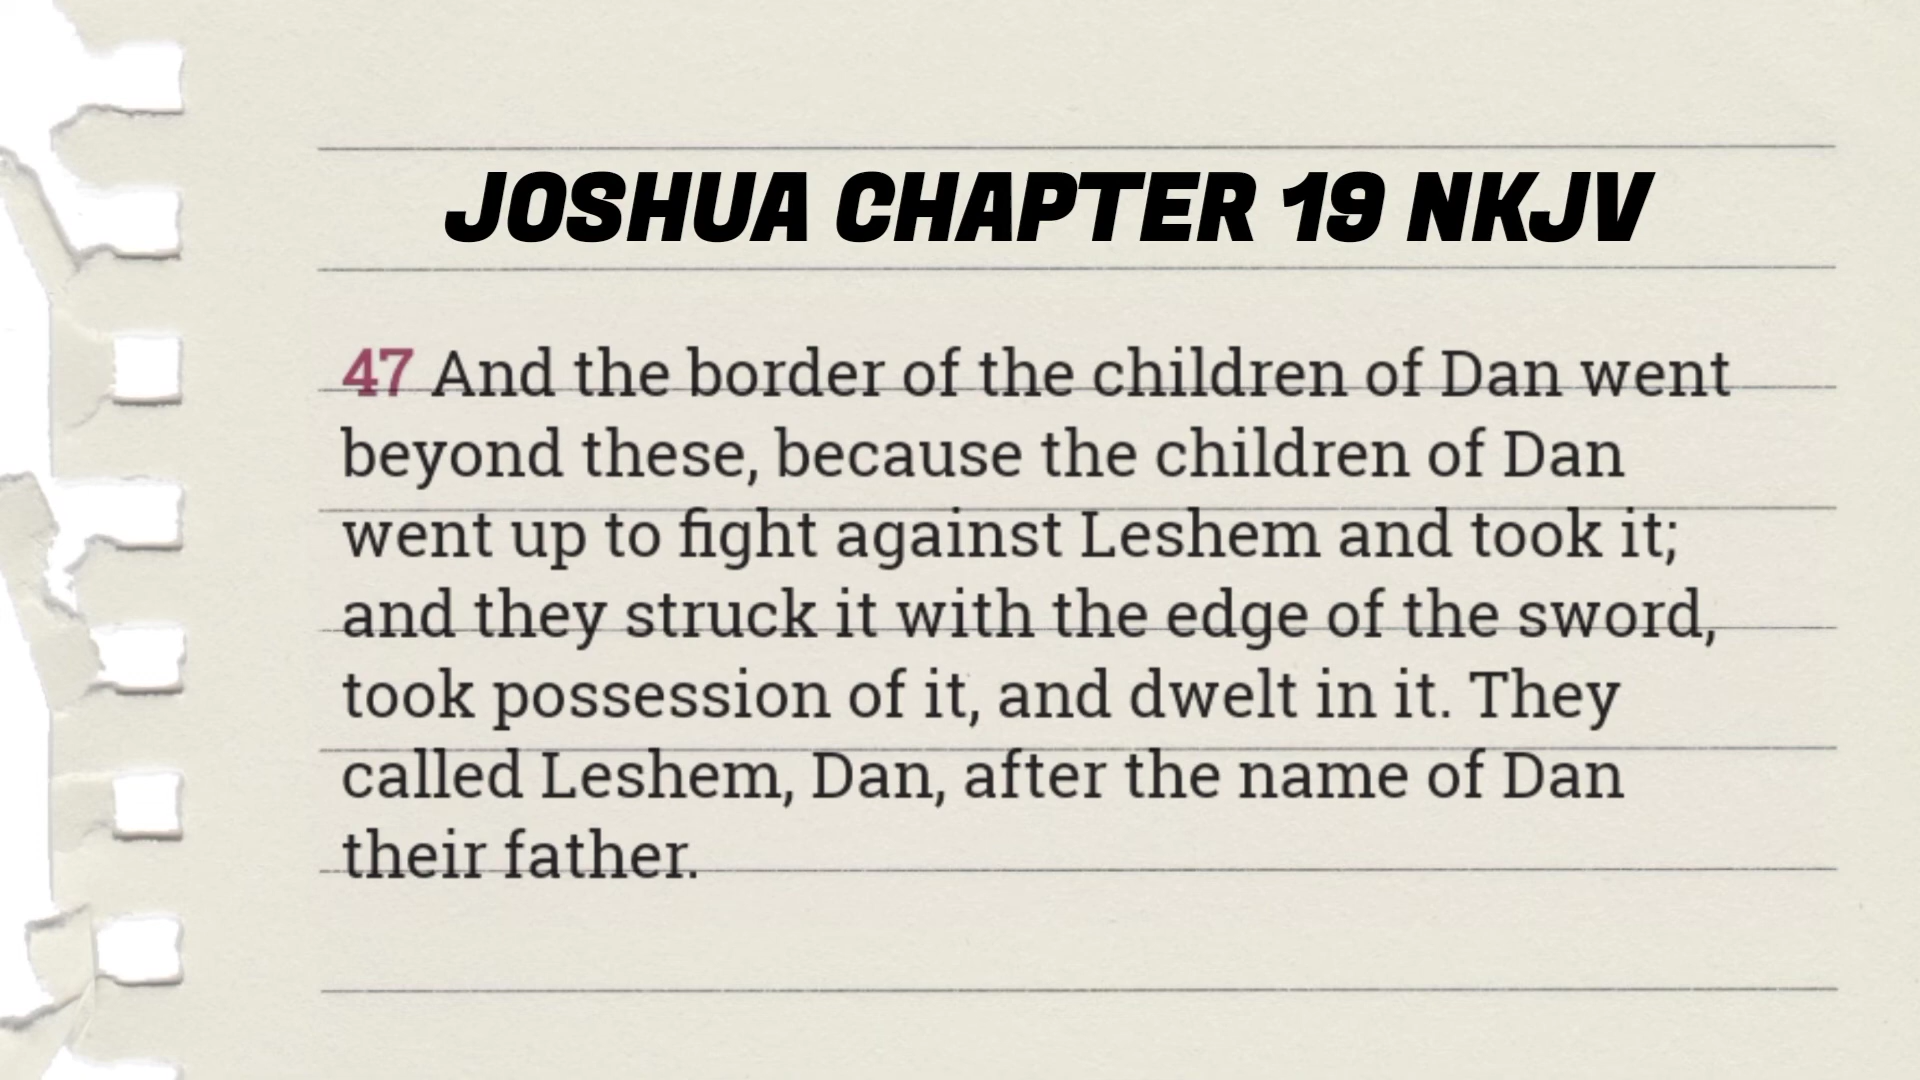 JOSHUA CHAPTER 19 NKJV
47 And the border of the children of Dan went
beyond these, because the children of Dan
went up to fight against Leshem and took it;
and they struck it with the edge of the sword,
took possession of it, and dwelt in it. They
called Leshem, Dan, after the name of Dan
their father.